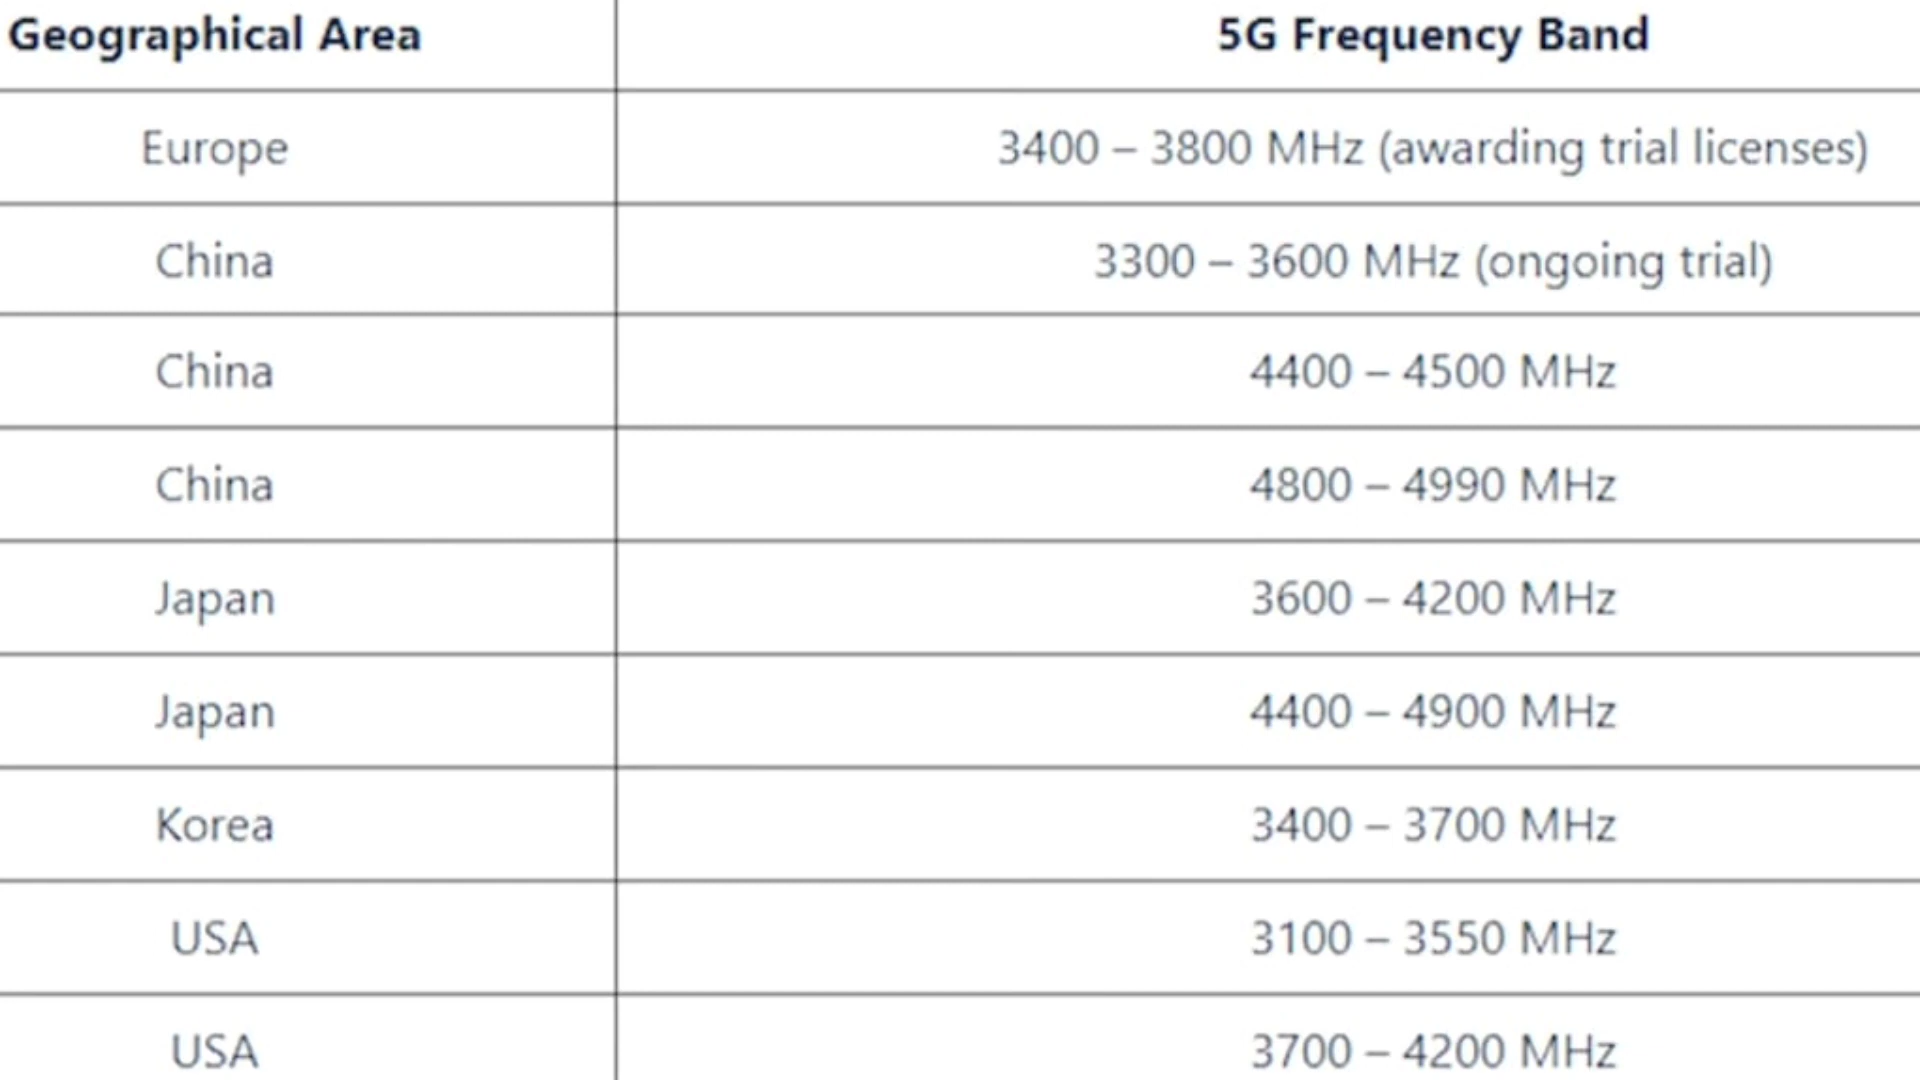 Geographical Area 5G Frequency Band
Europe 3400 – 3800 MHz (awarding trial licenses)
China 3300 – 3600 MHz (ongoing trial)
China 4400 – 4500 MHz
China 4800 – 4990 MHz
Japan 3600 – 4200 MHz
Japan 4400 – 4900 MHz
Korea 3400 – 3700 MHz
USA 3100 – 3550 MHz
USA 3700 – 4200 MHz